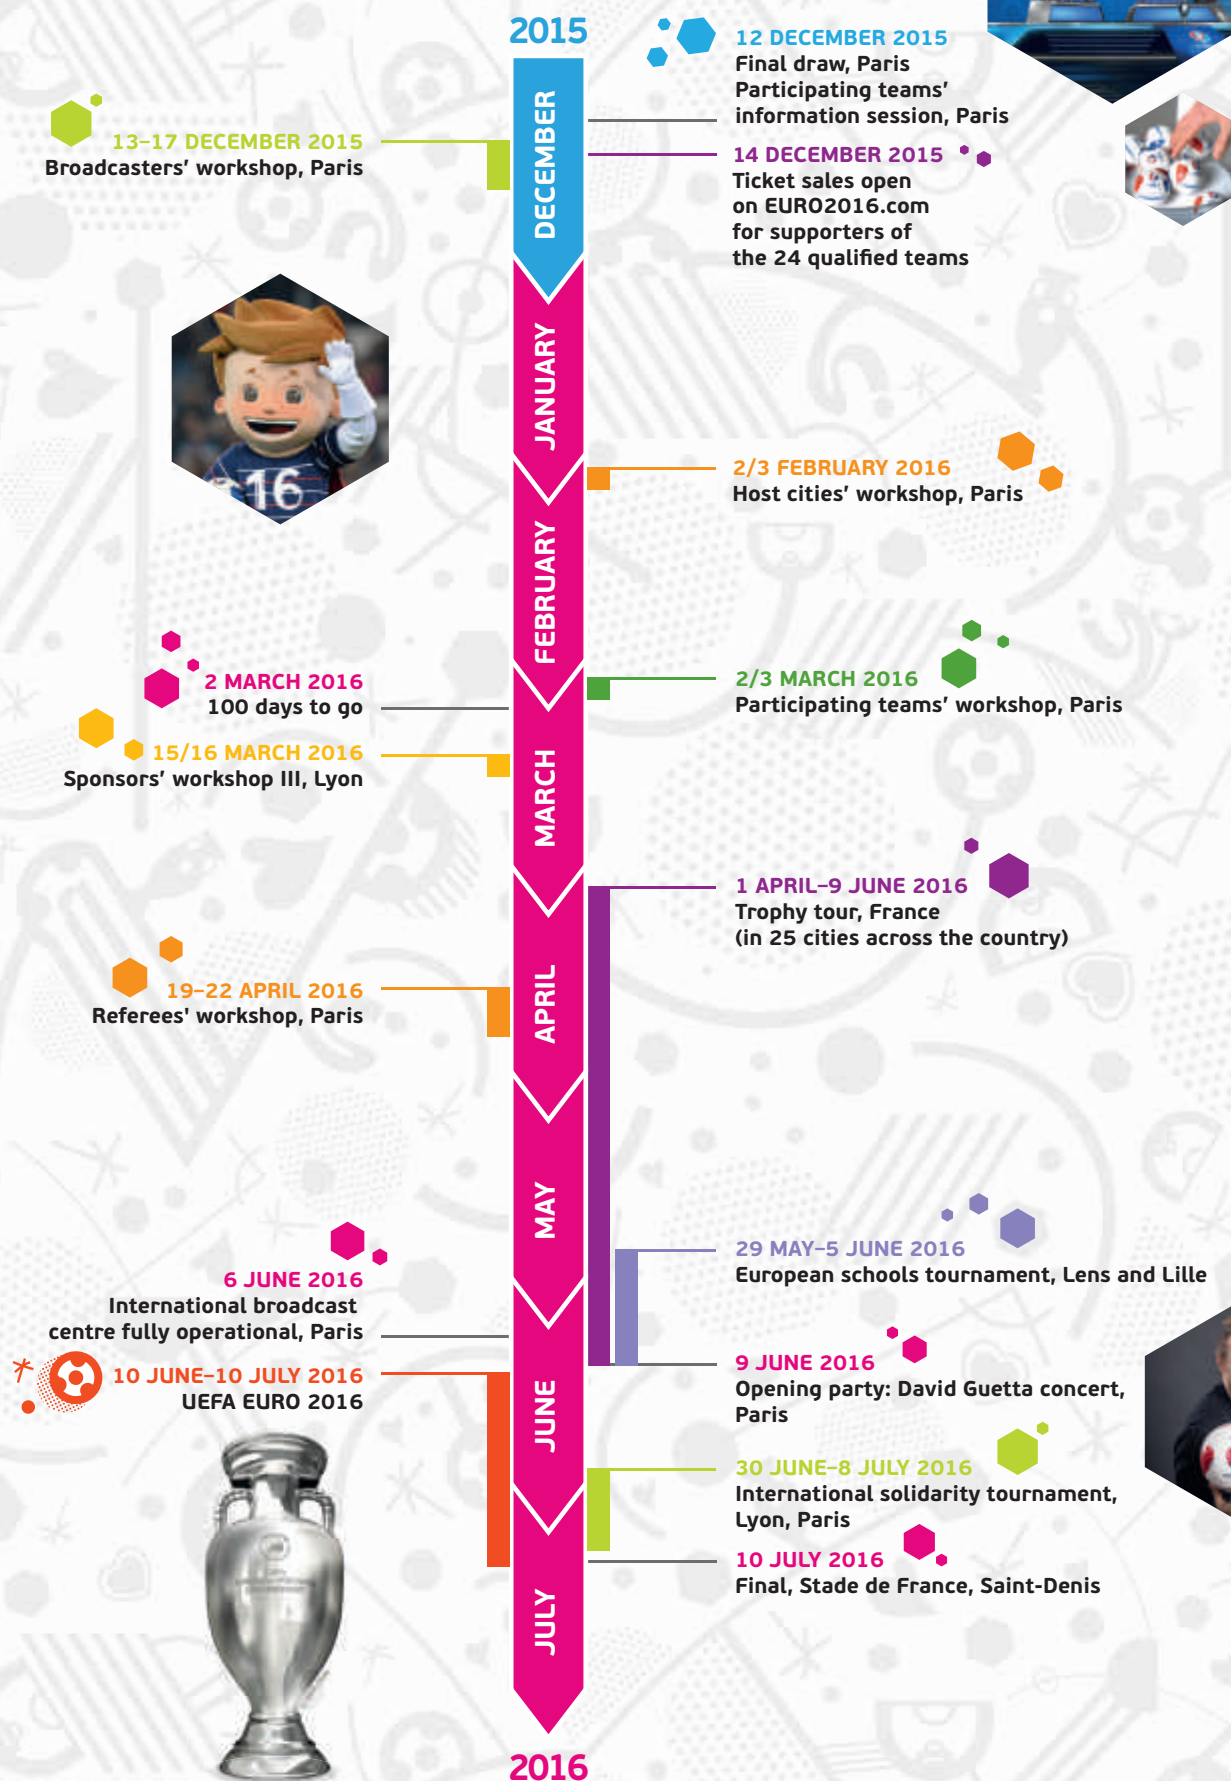 2015
12 DECEMBER 2015
Final draw, Paris
Participating teams'
information session, Paris
13–17 DECEMBER 2015
Broadcasters' workshop, Paris
14 DECEMBER 2015
Ticket sales open
on EURO2016.com
for supporters of
the 24 qualified teams
DECEMBER
JANUARY
16
2/3 FEBRUARY 2016
Host cities' workshop, Paris
FEBRUARY
2 MARCH 2016
100 days to go
2/3 MARCH 2016
Participating teams' workshop, Paris
15/16 MARCH 2016
Sponsors' workshop III, Lyon
MARCH
1 APRIL–9 JUNE 2016
Trophy tour, France
(in 25 cities across the country)
19–22 APRIL 2016
Referees' workshop, Paris
APRIL
MAY
29 MAY–5 JUNE 2016
European schools tournament, Lens and Lille
6 JUNE 2016
International broadcast
centre fully operational, Paris
9 JUNE 2016
Opening party: David Guetta concert,
Paris
10 JUNE–10 JULY 2016
UEFA EURO 2016
JUNE
30 JUNE–8 JULY 2016
International solidarity tournament,
Lyon, Paris
10 JULY 2016
Final, Stade de France, Saint-Denis
JULY
2016